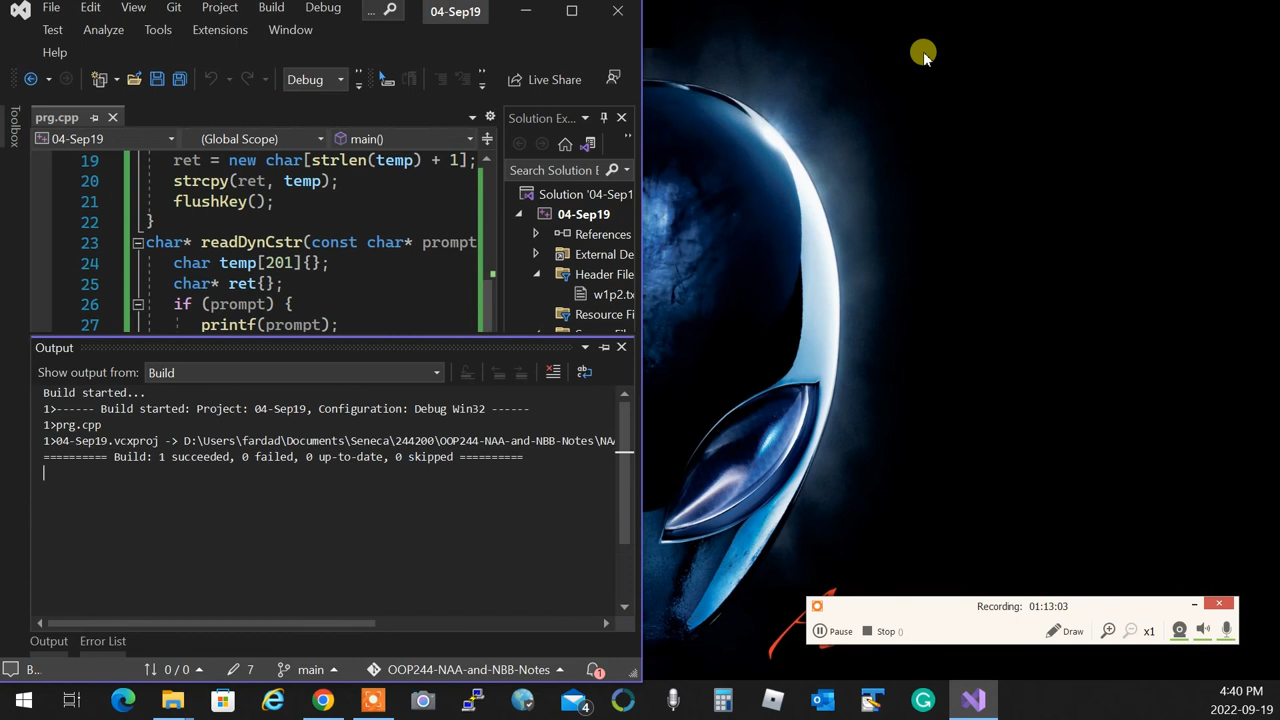 File Edit View Git Project Build Debug ... 04-Sep19
Test Analyze Tools Extensions Window
Help
Debug Live Share
Toolbox
prg.cpp
04-Sep19 (Global Scope) main()
19 ret = new char[strlen(temp) + 1];
20 strcpy(ret, temp);
21 flushKey();
22 }
23 char* readDynCstr(const char* prompt
24 char temp[201]{};
25 char* ret{};
26 if (prompt) {
27 printf(prompt);
Solution Ex...
Search Solution E
Solution '04-Sep1
04-Sep19
References
External De
Header File
w1p2.tx
Resource Fi
Output
Show output from: Build
Build started...
1>------ Build started: Project: 04-Sep19, Configuration: Debug Win32 ------
1>prg.cpp
1>04-Sep19.vcxproj -> D:\Users\fardad\Documents\Seneca\244200\OOP244-NAA-and-NBB-Notes\NA
========== Build: 1 succeeded, 0 failed, 0 up-to-date, 0 skipped ==========
Output Error List
B... 0 / 0 7 main OOP244-NAA-and-NBB-Notes 1
Recording: 01:13:03
Pause Stop () Draw x1
4
4:40 PM
2022-09-19